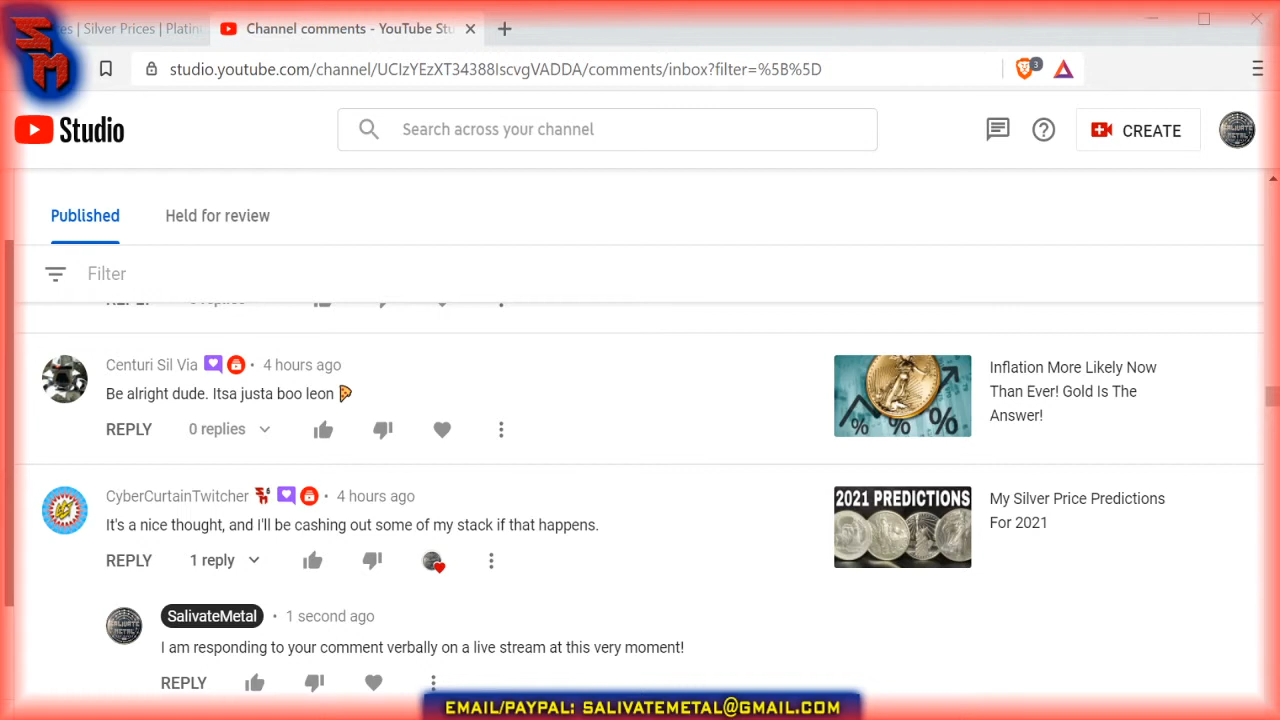 SM
es | Silver Prices | Platinu
Channel comments - YouTube Stu
studio.youtube.com/channel/UCIzYEzXT34388lscvgVADDA/comments/inbox?filter=%5B%5D
3
Studio
Search across your channel
CREATE
Published
Held for review
Filter
REPLY
Centuri Sil Via • 4 hours ago
Be alright dude. Itsa justa boo leon
REPLY 0 replies
Inflation More Likely Now
Than Ever! Gold Is The
Answer!
CyberCurtainTwitcher • 4 hours ago
It's a nice thought, and I'll be cashing out some of my stack if that happens.
REPLY 1 reply
2021 PREDICTIONS
My Silver Price Predictions
For 2021
SalivateMetal • 1 second ago
I am responding to your comment verbally on a live stream at this very moment!
REPLY
EMAIL/PAYPAL: SALIVATEMETAL@GMAIL.COM